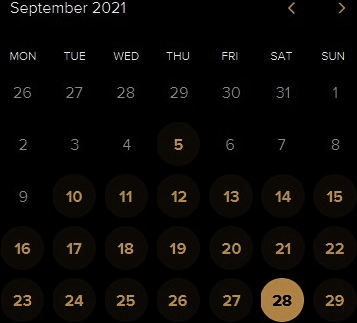 September 2021
MON TUE WED THU FRI SAT SUN
26 27 28 29 30 31 1
2 3 4 5 6 7 8
9 10 11 12 13 14 15
16 17 18 19 20 21 22
23 24 25 26 27 28 29